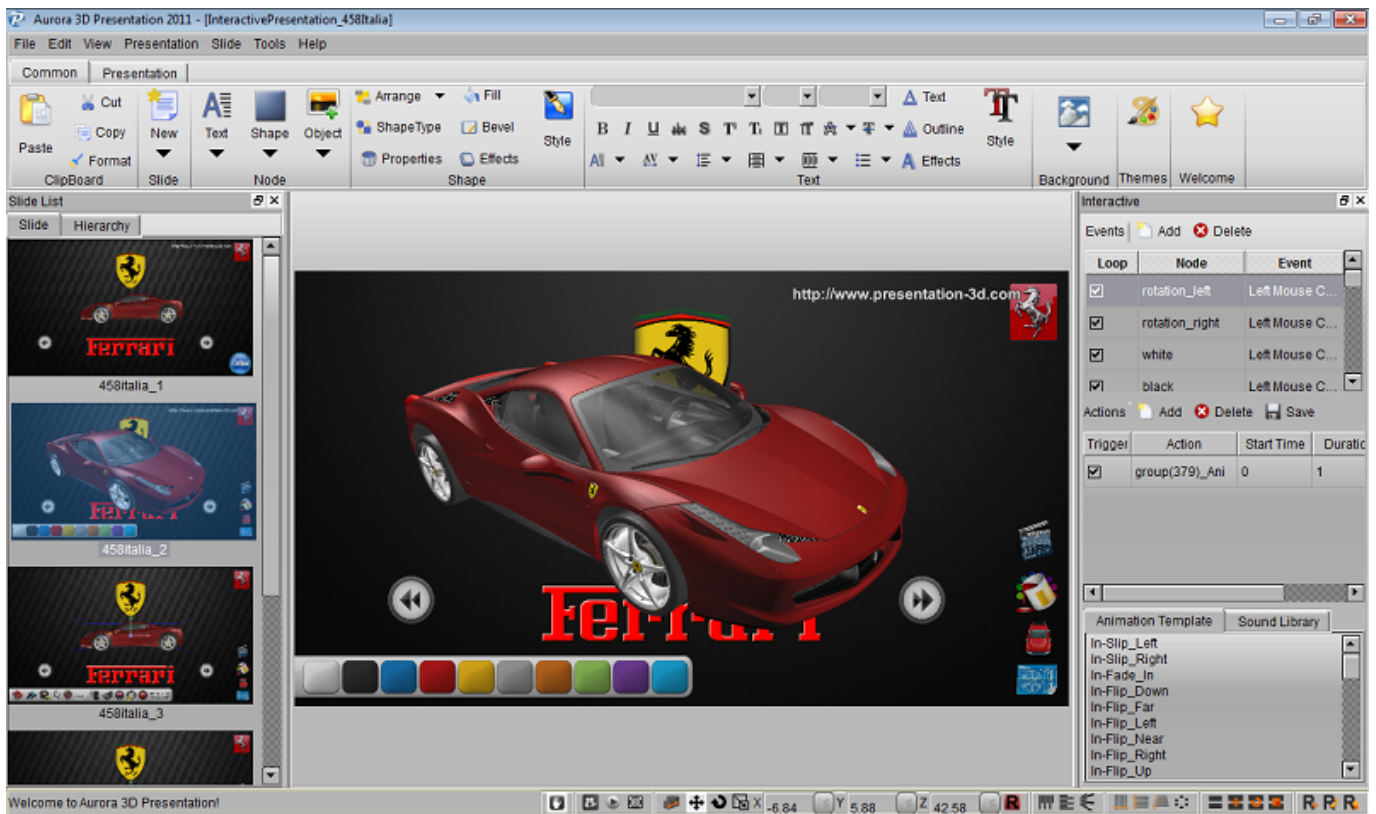 Aurora 3D Presentation 2011 - [InteractivePresentation_458Italia]
File Edit View Presentation Slide Tools Help
Common Presentation
Paste
Cut
Copy
Format
ClipBoard
New
Slide
Text
Shape
Object
Node
Arrange
Fill
ShapeType
Bevel
Properties
Effects
Style
Shape
B I U abc S
Text
Outline
Effects
Style
Text
Background
Themes
Welcome
Slide List
Slide Hierarchy
Ferrari
458italia_1
Ferrari
458italia_2
Ferrari
458italia_3
http://www.presentation-3d.com
Ferrari
Interactive
Events Add Delete
Loop Node Event
rotation_left Left Mouse C...
rotation_right Left Mouse C...
white Left Mouse C...
black Left Mouse C...
Actions Add Delete Save
Trigger Action Start Time Duratic
group(379)_Ani 0 1
Animation Template Sound Library
In-Slip_Left
In-Slip_Right
In-Fade_In
In-Flip_Down
In-Flip_Far
In-Flip_Left
In-Flip_Near
In-Flip_Right
In-Flip_Up
Welcome to Aurora 3D Presentation!
X -6.84 Y 5.88 Z 42.58 R
R R R